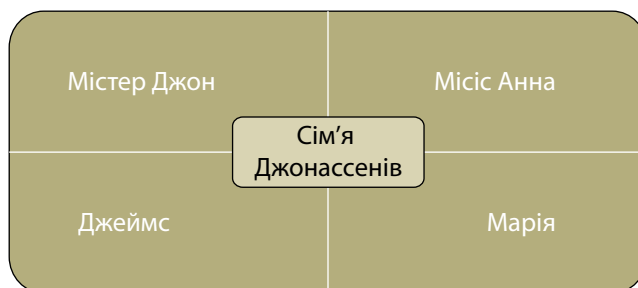 Містер Джон
Місіс Анна
Сім’я
Джонассенів
Джеймс
Марія